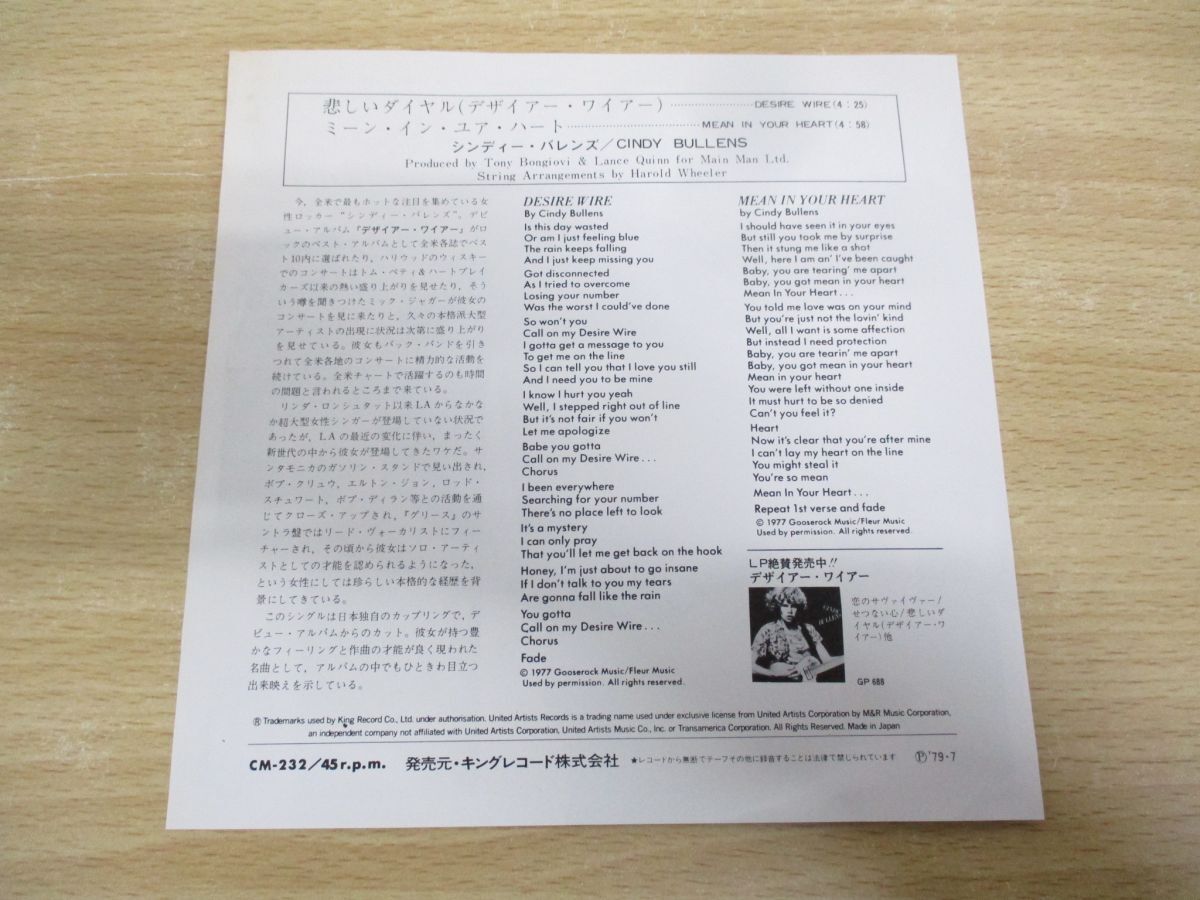 悲しいダイヤル(デザイアー・ワイアー)……………………DESIRE WIRE(4:25)
ミーン・イン・ユア・ハート……………………………MEAN IN YOUR HEART(4:58)
シンディー・バレンズ/CINDY BULLENS
Produced by Tony Bongiovi & Lance Quinn for Main Man Ltd.
String Arrangements by Harold Wheeler
今,全米で最もホットな注目を集めている女
性ロッカー“シンディー・バレンズ”。デビ
ュー・アルバム『デザイアー・ワイアー』がロ
ックのベスト・アルバムとして全米各誌でベス
ト10内に選ばれたり,ハリウッドのウィスキー
でのコンサートはトム・ペティ&ハートブレイ
カーズ以来の熱い盛り上がりを見せたり,そう
いう噂を聞きつけたミック・ジャガーが彼女の
コンサートを見に来たりと,久々の本格派大型
アーティストの出現に状況は次第に盛り上がり
を見せている。彼女もバック・バンドを引き
つれて全米各地のコンサートに精力的な活動を
続けている。全米チャートで活躍するのも時間
の問題と言われるところまで来ている。
リンダ・ロンシュタット以来LAからなかな
か超大型女性シンガーが登場していない状況で
あったが,LAの最近の変化に伴い,まったく
新世代の中から彼女が登場してきたワケだ。サ
ンタモニカのガソリン・スタンドで見い出され,
ボブ・クリュウ,エルトン・ジョン,ロッド・
スチュワート,ボブ・ディラン等との活動を通
じてクローズ・アップされ,『グリース』のサ
ントラ盤ではリード・ヴォーカリストにフィー
チャーされ,その頃から彼女はソロ・アーティ
ストとしての才能を認められるようになった,
という女性にしては珍らしい本格的な経歴を背
景にしてきている。
このシングルは日本独自のカップリングで,デ
ビュー・アルバムからのカット。彼女が持つ豊
かなフィーリングと作曲の才能が良く現われた
名曲として,アルバムの中でもひときわ目立つ
出来映えを示している。
DESIRE WIRE
By Cindy Bullens
Is this day wasted
Or am I just feeling blue
The rain keeps falling
And I just keep missing you
Got disconnected
As I tried to overcome
Losing your number
Was the worst I could've done
So won't you
Call on my Desire Wire
I gotta get a message to you
To get me on the line
So I can tell you that I love you still
And I need you to be mine
I know I hurt you yeah
Well, I stepped right out of line
But it's not fair if you won't
Let me apologize
Babe you gotta
Call on my Desire Wire...
Chorus
I been everywhere
Searching for your number
There's no place left to look
It's a mystery
I can only pray
That you'll let me get back on the hook
Honey, I'm just about to go insane
If I don't talk to you my tears
Are gonna fall like the rain
You gotta
Call on my Desire Wire...
Chorus
Fade
© 1977 Gooserock Music/Fleur Music
Used by permission. All rights reserved.
MEAN IN YOUR HEART
by Cindy Bullens
I should have seen it in your eyes
But still you took me by surprise
Then it stung me like a shot
Well, here I am an' I've been caught
Baby, you are tearing' me apart
Baby, you got mean in your heart
Mean In Your Heart...
You told me love was on your mind
But you're just not the lovin' kind
Well, all I want is some affection
But instead I need protection
Baby, you are tearin' me apart
Baby, you got mean in your heart
Mean in your heart
You were left without one inside
It must hurt to be so denied
Can't you feel it?
Heart
Now it's clear that you're after mine
I can't lay my heart on the line
You might steal it
You're so mean
Mean In Your Heart...
Repeat 1st verse and fade
© 1977 Gooserock Music/Fleur Music
Used by permission. All rights reserved.
LP絶賛発売中!!
デザイアー・ワイアー
CINDY
BULLENS
恋のサヴァイヴァー/
せつない心/悲しいダ
イヤル(デザイアー・ワ
イアー)他
GP 688
Ⓡ Trademarks used by King Record Co., Ltd. under authorisation. United Artists Records is a trading name used under exclusive license from United Artists Corporation by M&R Music Corporation,
an independent company not affiliated with United Artists Corporation, United Artists Music Co., Inc. or Transamerica Corporation. All Rights Reserved. Made in Japan
CM-232/45r.p.m. 発売元・キングレコード株式会社 ★レコードから無断でテープその他に録音することは法律で禁じられています Ⓟ'79・7